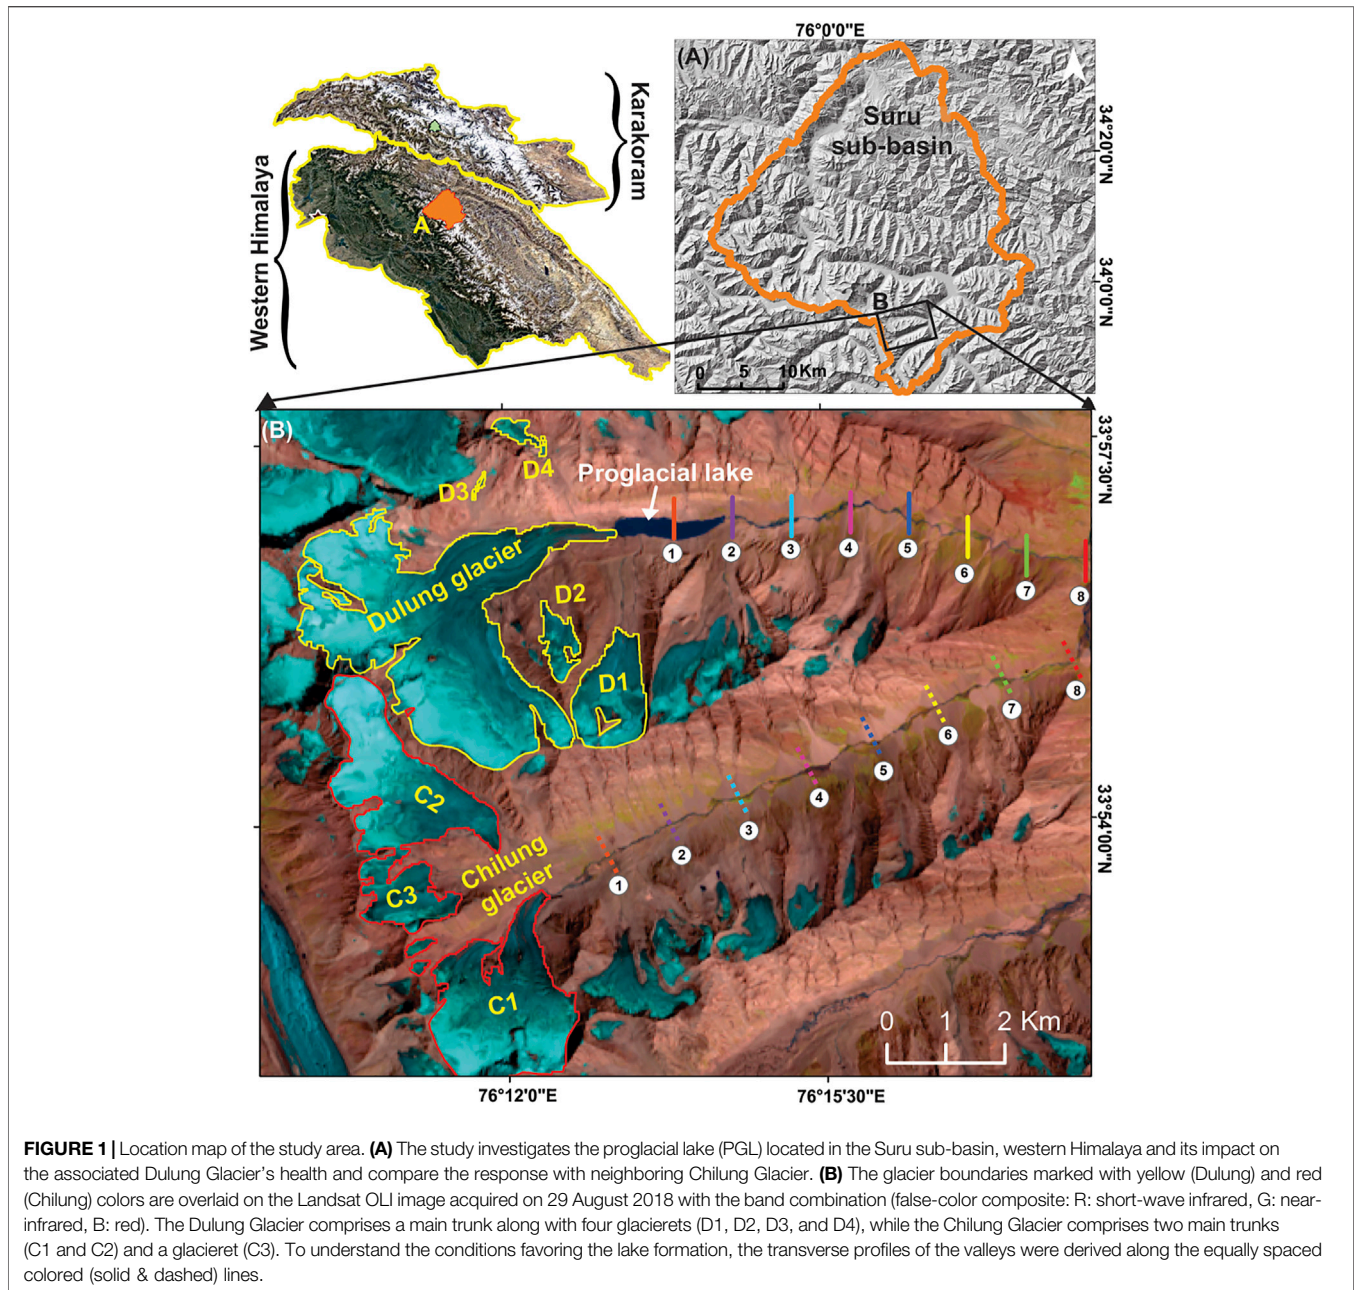 76°0'0"E
(A)
Suru
sub-basin
Karakoram
Western Himalaya
A
34°20'0"N
34°0'0"N
B
0 5 10Km
(B)
D4
D3
Proglacial lake
Dulung glacier
D2
D1
1
2
3
4
5
6
7
8
C2
Chilung
glacier
C3
C1
1
2
3
4
5
6
7
8
33°57'30"N
33°54'00"N
0 1 2 Km
76°12'0"E
76°15'30"E
FIGURE 1 | Location map of the study area. (A) The study investigates the proglacial lake (PGL) located in the Suru sub-basin, western Himalaya and its impact on
the associated Dulung Glacier's health and compare the response with neighboring Chilung Glacier. (B) The glacier boundaries marked with yellow (Dulung) and red
(Chilung) colors are overlaid on the Landsat OLI image acquired on 29 August 2018 with the band combination (false-color composite: R: short-wave infrared, G: near-
infrared, B: red). The Dulung Glacier comprises a main trunk along with four glacierets (D1, D2, D3, and D4), while the Chilung Glacier comprises two main trunks
(C1 and C2) and a glacieret (C3). To understand the conditions favoring the lake formation, the transverse profiles of the valleys were derived along the equally spaced
colored (solid & dashed) lines.